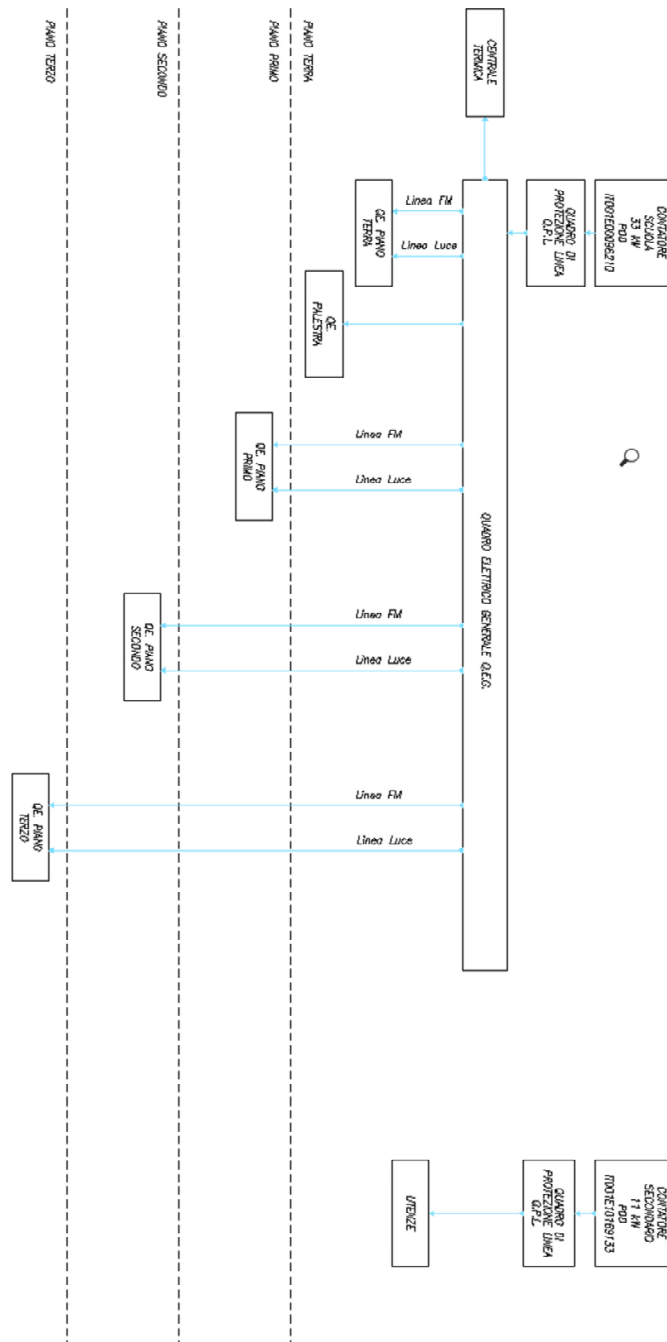 CONTATORE
SCUOLA
33 kW
POD
IT001E00096210
CONTATORE
SECONDARIO
11 kW
POD
IT001E10169133
QUADRO DI
PROTEZIONE LINEA
Q.P.L
QUADRO DI
PROTEZIONE LINEA
Q.P.L.
CENTRALE
TERMICA
QUADRO ELETTRICO GENERALE Q.E.G.
Linea FM
Linea Luce
Linea FM
Linea Luce
Linea FM
Linea Luce
Linea FM
Linea Luce
QE. PIANO
TERRA
UTENZE
QE.
PALESTRA
PIANO TERRA
PIANO PRIMO
QE. PIANO
PRIMO
PIANO SECONDO
QE. PIANO
SECONDO
PIANO TERZO
QE. PIANO
TERZO